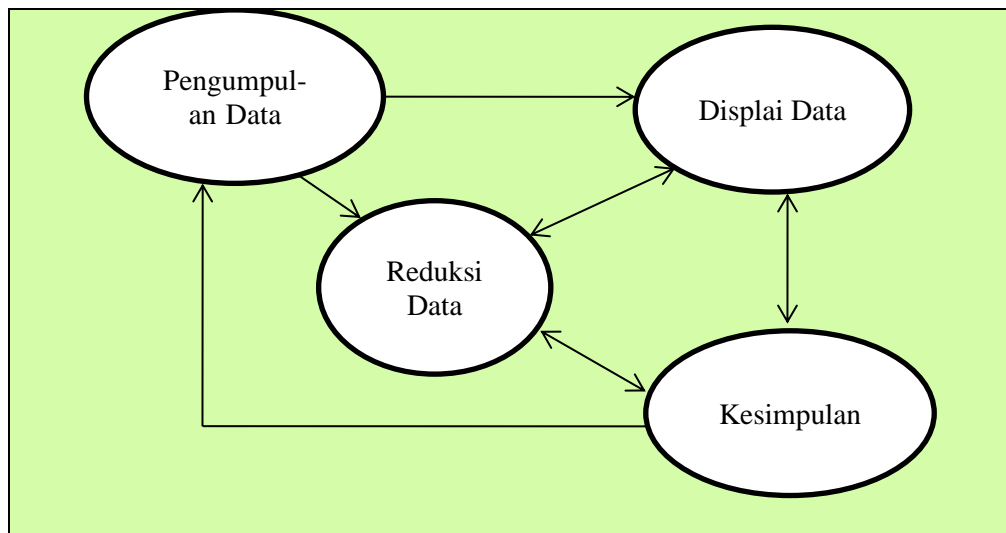 Pengumpul-
an Data
Displai Data
Reduksi
Data
Kesimpulan